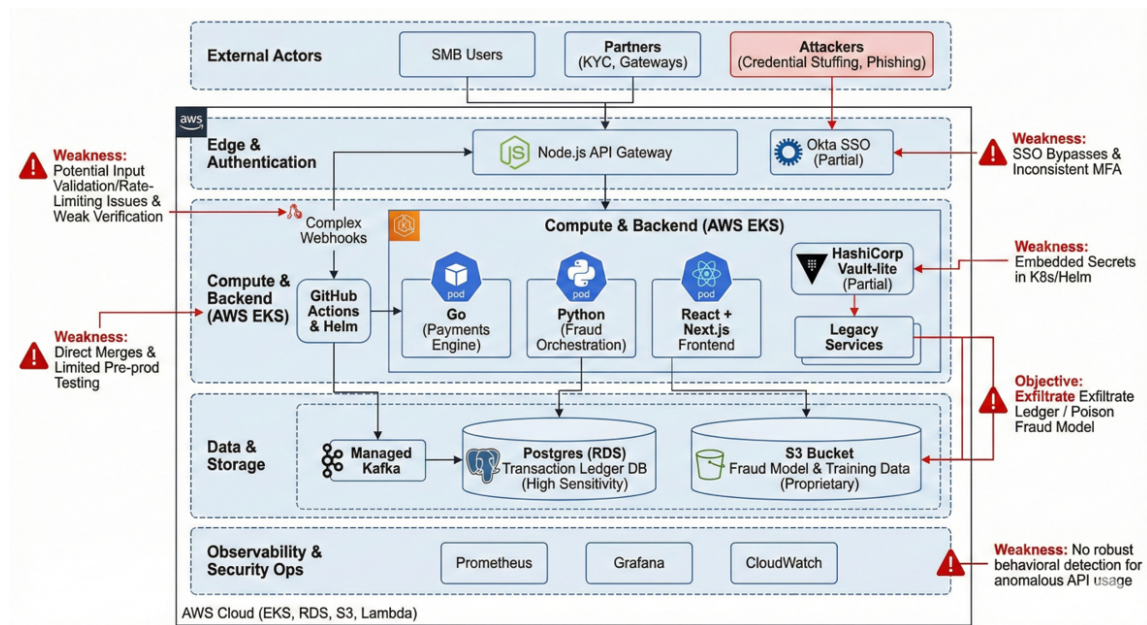 External Actors
SMB Users
Partners
(KYC, Gateways)
Attackers
(Credential Stuffing, Phishing)
aws
Edge &
Authentication
JS
Node.js API Gateway
Okta SSO
(Partial)
Weakness:
Potential Input
Validation/Rate-
Limiting Issues &
Weak Verification
Weakness:
SSO Bypasses &
Inconsistent MFA
Complex
Webhooks
Compute & Backend (AWS EKS)
Compute &
Backend
(AWS EKS)
GitHub
Actions
& Helm
pod
Go
(Payments
Engine)
pod
Python
(Fraud
Orchestration)
pod
React +
Next.js
Frontend
HashiCorp
Vault-lite
(Partial)
Legacy
Services
Weakness:
Embedded Secrets
in K8s/Helm
Weakness:
Direct Merges &
Limited Pre-prod
Testing
Objective:
Exfiltrate Exfiltrate
Ledger / Poison
Fraud Model
Data &
Storage
Managed
Kafka
Postgres (RDS)
Transaction Ledger DB
(High Sensitivity)
S3 Bucket
Fraud Model & Training Data
(Proprietary)
Observability &
Security Ops
Prometheus
Grafana
CloudWatch
Weakness: No robust
behavioral detection for
anomalous API usage
AWS Cloud (EKS, RDS, S3, Lambda)